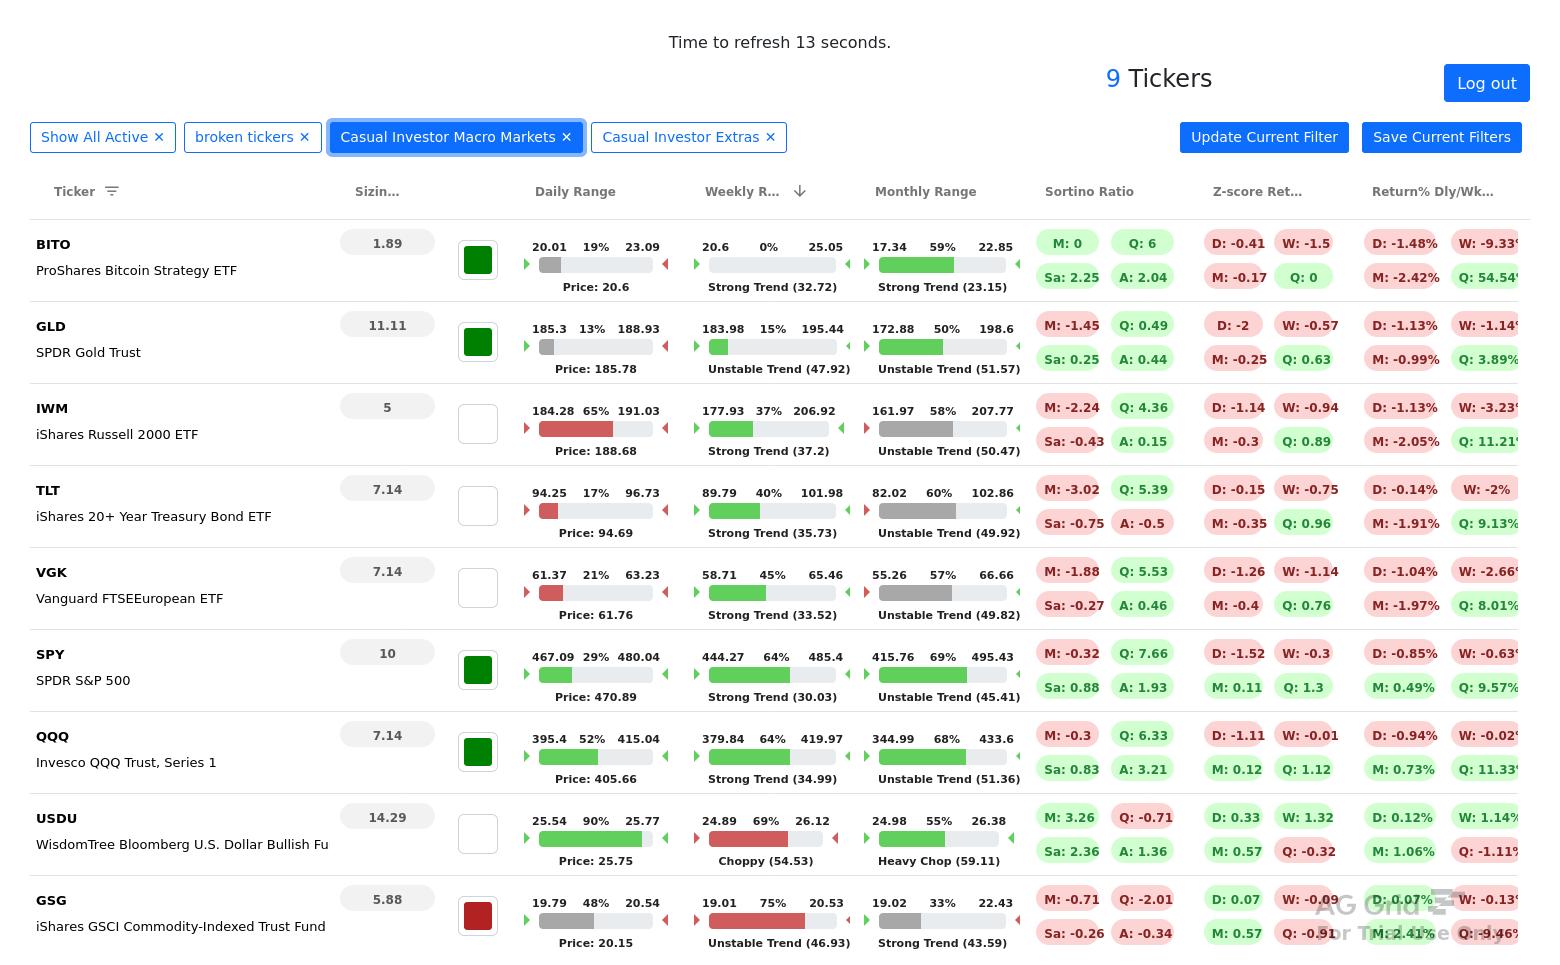 Time to refresh 13 seconds.
9 Tickers
Log out
Show All Active ✕ broken tickers ✕ Casual Investor Macro Markets ✕ Casual Investor Extras ✕ Update Current Filter Save Current Filters
Ticker Sizin... Daily Range Weekly R... Monthly Range Sortino Ratio Z-score Ret... Return% Dly/Wk...
BITO 1.89 20.01 19% 23.09 20.6 0% 25.05 17.34 59% 22.85 M: 0 Q: 6 D: -0.41 W: -1.5 D: -1.48% W: -9.33%
ProShares Bitcoin Strategy ETF Price: 20.6 Strong Trend (32.72) Strong Trend (23.15) Sa: 2.25 A: 2.04 M: -0.17 Q: 0 M: -2.42% Q: 54.54%
GLD 11.11 185.3 13% 188.93 183.98 15% 195.44 172.88 50% 198.6 M: -1.45 Q: 0.49 D: -2 W: -0.57 D: -1.13% W: -1.14%
SPDR Gold Trust Price: 185.78 Unstable Trend (47.92) Unstable Trend (51.57) Sa: 0.25 A: 0.44 M: -0.25 Q: 0.63 M: -0.99% Q: 3.89%
IWM 5 184.28 65% 191.03 177.93 37% 206.92 161.97 58% 207.77 M: -2.24 Q: 4.36 D: -1.14 W: -0.94 D: -1.13% W: -3.23%
iShares Russell 2000 ETF Price: 188.68 Strong Trend (37.2) Unstable Trend (50.47) Sa: -0.43 A: 0.15 M: -0.3 Q: 0.89 M: -2.05% Q: 11.21%
TLT 7.14 94.25 17% 96.73 89.79 40% 101.98 82.02 60% 102.86 M: -3.02 Q: 5.39 D: -0.15 W: -0.75 D: -0.14% W: -2%
iShares 20+ Year Treasury Bond ETF Price: 94.69 Strong Trend (35.73) Unstable Trend (49.92) Sa: -0.75 A: -0.5 M: -0.35 Q: 0.96 M: -1.91% Q: 9.13%
VGK 7.14 61.37 21% 63.23 58.71 45% 65.46 55.26 57% 66.66 M: -1.88 Q: 5.53 D: -1.26 W: -1.14 D: -1.04% W: -2.66%
Vanguard FTSEEuropean ETF Price: 61.76 Strong Trend (33.52) Unstable Trend (49.82) Sa: -0.27 A: 0.46 M: -0.4 Q: 0.76 M: -1.97% Q: 8.01%
SPY 10 467.09 29% 480.04 444.27 64% 485.4 415.76 69% 495.43 M: -0.32 Q: 7.66 D: -1.52 W: -0.3 D: -0.85% W: -0.63%
SPDR S&P 500 Price: 470.89 Strong Trend (30.03) Unstable Trend (45.41) Sa: 0.88 A: 1.93 M: 0.11 Q: 1.3 M: 0.49% Q: 9.57%
QQQ 7.14 395.4 52% 415.04 379.84 64% 419.97 344.99 68% 433.6 M: -0.3 Q: 6.33 D: -1.11 W: -0.01 D: -0.94% W: -0.02%
Invesco QQQ Trust, Series 1 Price: 405.66 Strong Trend (34.99) Unstable Trend (51.36) Sa: 0.83 A: 3.21 M: 0.12 Q: 1.12 M: 0.73% Q: 11.33%
USDU 14.29 25.54 90% 25.77 24.89 69% 26.12 24.98 55% 26.38 M: 3.26 Q: -0.71 D: 0.33 W: 1.32 D: 0.12% W: 1.14%
WisdomTree Bloomberg U.S. Dollar Bullish Fu Price: 25.75 Choppy (54.53) Heavy Chop (59.11) Sa: 2.36 A: 1.36 M: 0.57 Q: -0.32 M: 1.06% Q: -1.11%
GSG 5.88 19.79 48% 20.54 19.01 75% 20.53 19.02 33% 22.43 M: -0.71 Q: -2.01 D: 0.07 W: -0.09 D: 0.07% W: -0.13%
iShares GSCI Commodity-Indexed Trust Fund Price: 20.15 Unstable Trend (46.93) Strong Trend (43.59) Sa: -0.26 A: -0.34 M: 0.57 Q: -0.91 M: 2.41% Q: -9.46%
AG Grid
For Trial Use Only